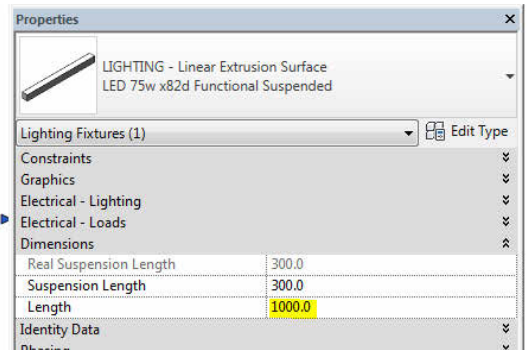 Properties
LIGHTING - Linear Extrusion Surface
LED 75w x82d Functional Suspended
Lighting Fixtures (1) Edit Type
Constraints
Graphics
Electrical - Lighting
Electrical - Loads
Dimensions
Real Suspension Length 300.0
Suspension Length 300.0
Length 1000.0
Identity Data
Phasing